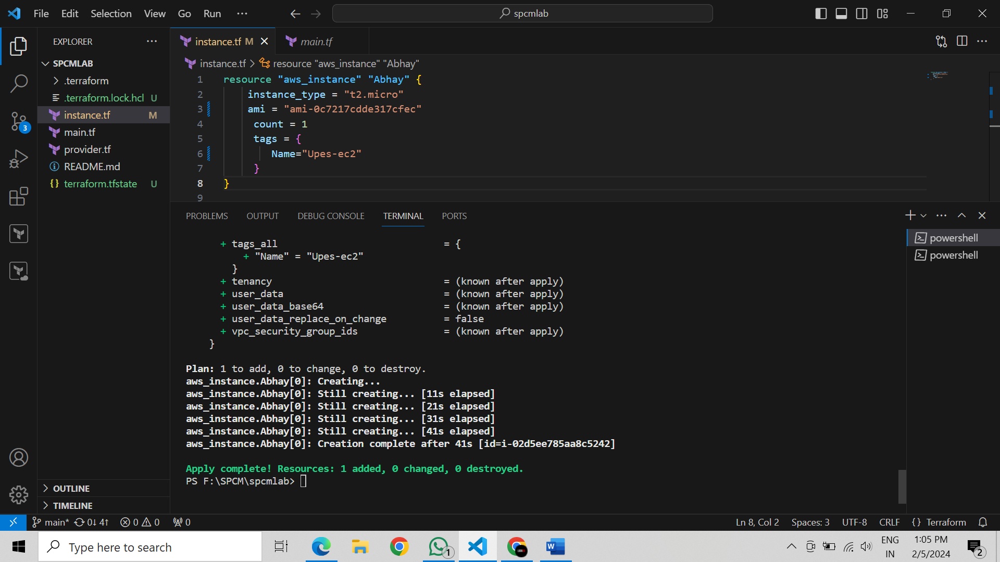 File Edit Selection View Go Run ··· spcmlab
EXPLORER ···
SPCMLAB
.terraform
.terraform.lock.hcl U
instance.tf M
main.tf
provider.tf
README.md
{} terraform.tfstate U
OUTLINE
TIMELINE
instance.tf M main.tf
instance.tf > resource "aws_instance" "Abhay"
1 resource "aws_instance" "Abhay" {
2 instance_type = "t2.micro"
3 ami = "ami-0c7217cdde317cfec"
4 count = 1
5 tags = {
6 Name="Upes-ec2"
7 }
8 }
9
PROBLEMS OUTPUT DEBUG CONSOLE TERMINAL PORTS
powershell
powershell
+ tags_all = {
+ "Name" = "Upes-ec2"
}
+ tenancy = (known after apply)
+ user_data = (known after apply)
+ user_data_base64 = (known after apply)
+ user_data_replace_on_change = false
+ vpc_security_group_ids = (known after apply)
}
Plan: 1 to add, 0 to change, 0 to destroy.
aws_instance.Abhay[0]: Creating...
aws_instance.Abhay[0]: Still creating... [11s elapsed]
aws_instance.Abhay[0]: Still creating... [21s elapsed]
aws_instance.Abhay[0]: Still creating... [31s elapsed]
aws_instance.Abhay[0]: Still creating... [41s elapsed]
aws_instance.Abhay[0]: Creation complete after 41s [id=i-02d5ee785aa8c5242]
Apply complete! Resources: 1 added, 0 changed, 0 destroyed.
PS F:\SPCM\spcmlab>
3
main* 0↓ 4↑ 0 0 0 Ln 8, Col 2 Spaces: 3 UTF-8 CRLF {} Terraform
Type here to search 1 W ENG 1:05 PM
IN 2/5/2024 2